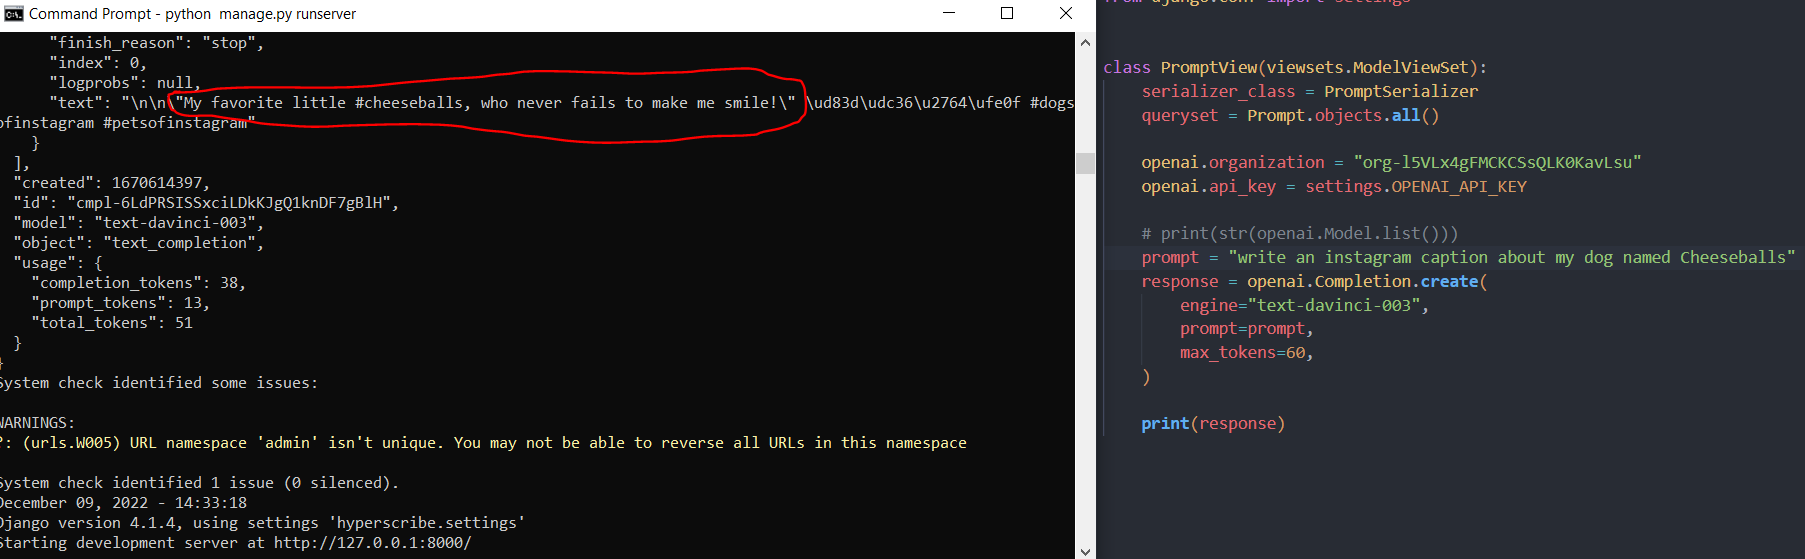 Command Prompt - python  manage.py runserver
"finish_reason": "stop",
"index": 0,
"logprobs": null,
"text": "\n\n\"My favorite little #cheeseballs, who never fails to make me smile!\" \ud83d\udc36\u2764\ufe0f #dogs
ofinstagram #petsofinstagram"
}
],
"created": 1670614397,
"id": "cmpl-6LdPRSISSxciLDkKJgQ1knDF7gBlH",
"model": "text-davinci-003",
"object": "text_completion",
"usage": {
"completion_tokens": 38,
"prompt_tokens": 13,
"total_tokens": 51
}
}
System check identified some issues:
WARNINGS:
?: (urls.W005) URL namespace 'admin' isn't unique. You may not be able to reverse all URLs in this namespace
System check identified 1 issue (0 silenced).
December 09, 2022 - 14:33:18
Django version 4.1.4, using settings 'hyperscribe.settings'
Starting development server at http://127.0.0.1:8000/
from django.conf import settings
class PromptView(viewsets.ModelViewSet):
serializer_class = PromptSerializer
queryset = Prompt.objects.all()
openai.organization = "org-l5VLx4gFMCKCSsQLK0KavLsu"
openai.api_key = settings.OPENAI_API_KEY
# print(str(openai.Model.list()))
prompt = "write an instagram caption about my dog named Cheeseballs"
response = openai.Completion.create(
engine="text-davinci-003",
prompt=prompt,
max_tokens=60,
)
print(response)